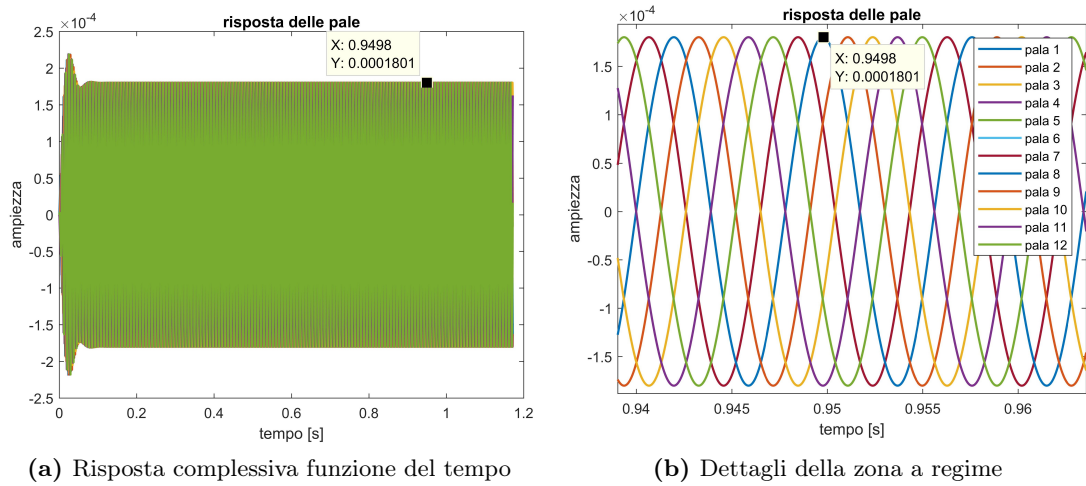 risposta delle pale
×10⁻⁴
2.5
2
1.5
1
0.5
0
-0.5
-1
-1.5
-2
-2.5
ampiezza
X: 0.9498
Y: 0.0001801
0 0.2 0.4 0.6 0.8 1 1.2
tempo [s]
(a) Risposta complessiva funzione del tempo
risposta delle pale
×10⁻⁴
1.5
1
0.5
0
-0.5
-1
-1.5
ampiezza
X: 0.9498
Y: 0.0001801
pala 1
pala 2
pala 3
pala 4
pala 5
pala 6
pala 7
pala 8
pala 9
pala 10
pala 11
pala 12
0.94 0.945 0.95 0.955 0.96
tempo [s]
(b) Dettagli della zona a regime